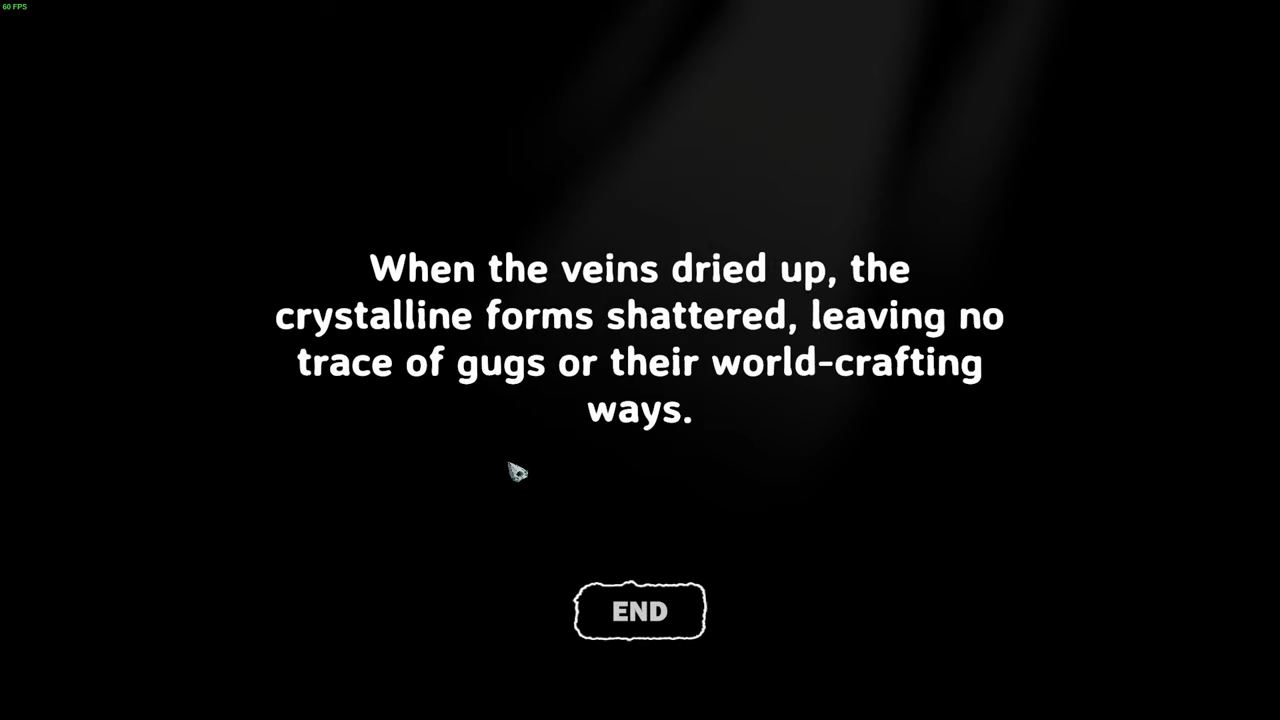 60 FPS
When the veins dried up, the
crystalline forms shattered, leaving no
trace of gugs or their world-crafting
ways.
END